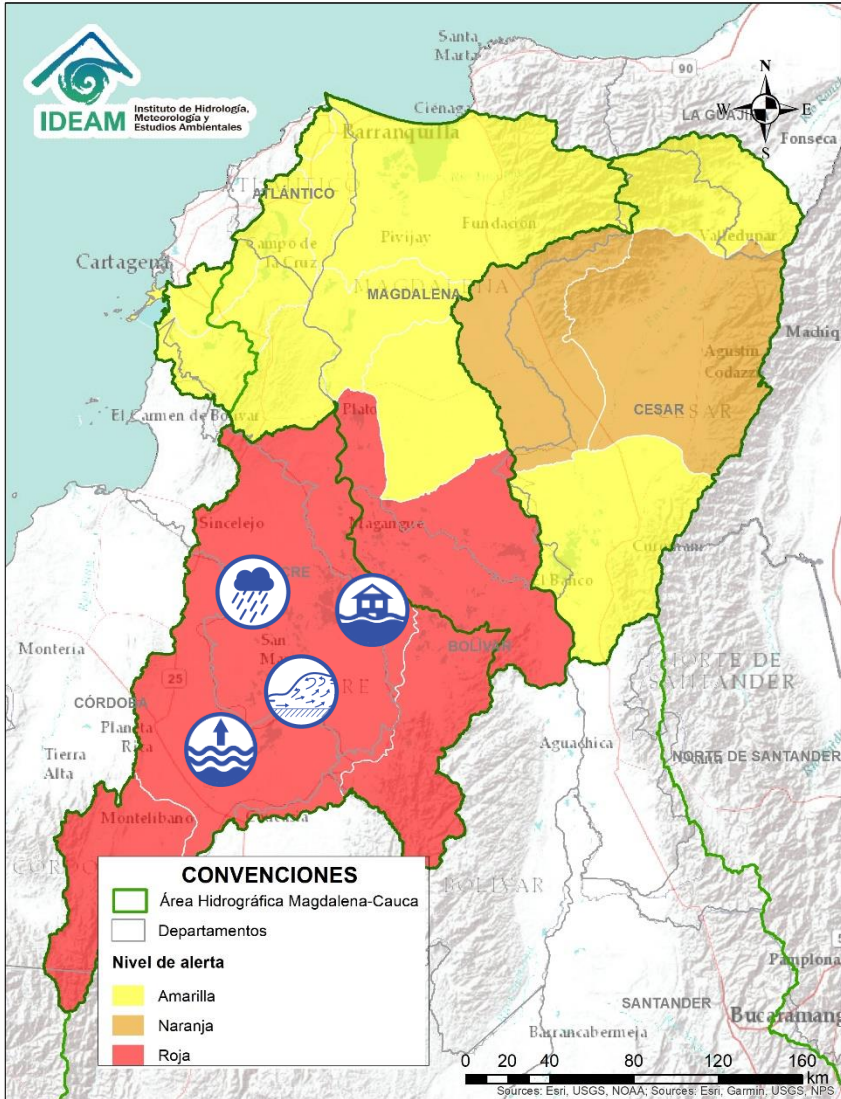 IDEAM
Instituto de Hidrología,
Meteorología y
Estudios Ambientales
Santa
Marta
90
N
W
E
S
Ciénaga
LA GUAJIRA
Fonseca
Barranquilla
ATLÁNTICO
Campo de
la Cruz
Pivijay
Fundación
Valledupar
Cartagena
MAGDALENA
MAGDALENA
Agustín
Codazzi
El Carmen de Bolívar
Plato
CESAR
Sincelejo
Magangué
El Banco
San
Montería
BOLÍVAR
NORTE DE
SANTANDER
25
CÓRDOBA
Planeta
Rica
Tierra
Alta
Aguachica
NORTE DE SANTANDER
Montelíbano
BOLÍVAR
CONVENCIONES
Área Hidrográfica Magdalena-Cauca
Departamentos
Nivel de alerta
Amarilla
Naranja
Roja
Pamplona
SANTANDER
Bucaramang
Barrancabermeja
0 20 40 80 120 160
km
Sources: Esri, USGS, NOAA; Sources: Esri, Garmin, USGS, NPS